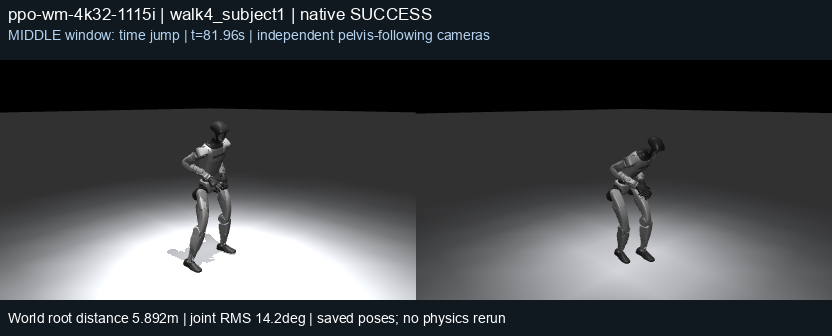 ppo-wm-4k32-1115i | walk4_subject1 | native SUCCESS
MIDDLE window: time jump | t=81.96s | independent pelvis-following cameras
World root distance 5.892m | joint RMS 14.2deg | saved poses; no physics rerun